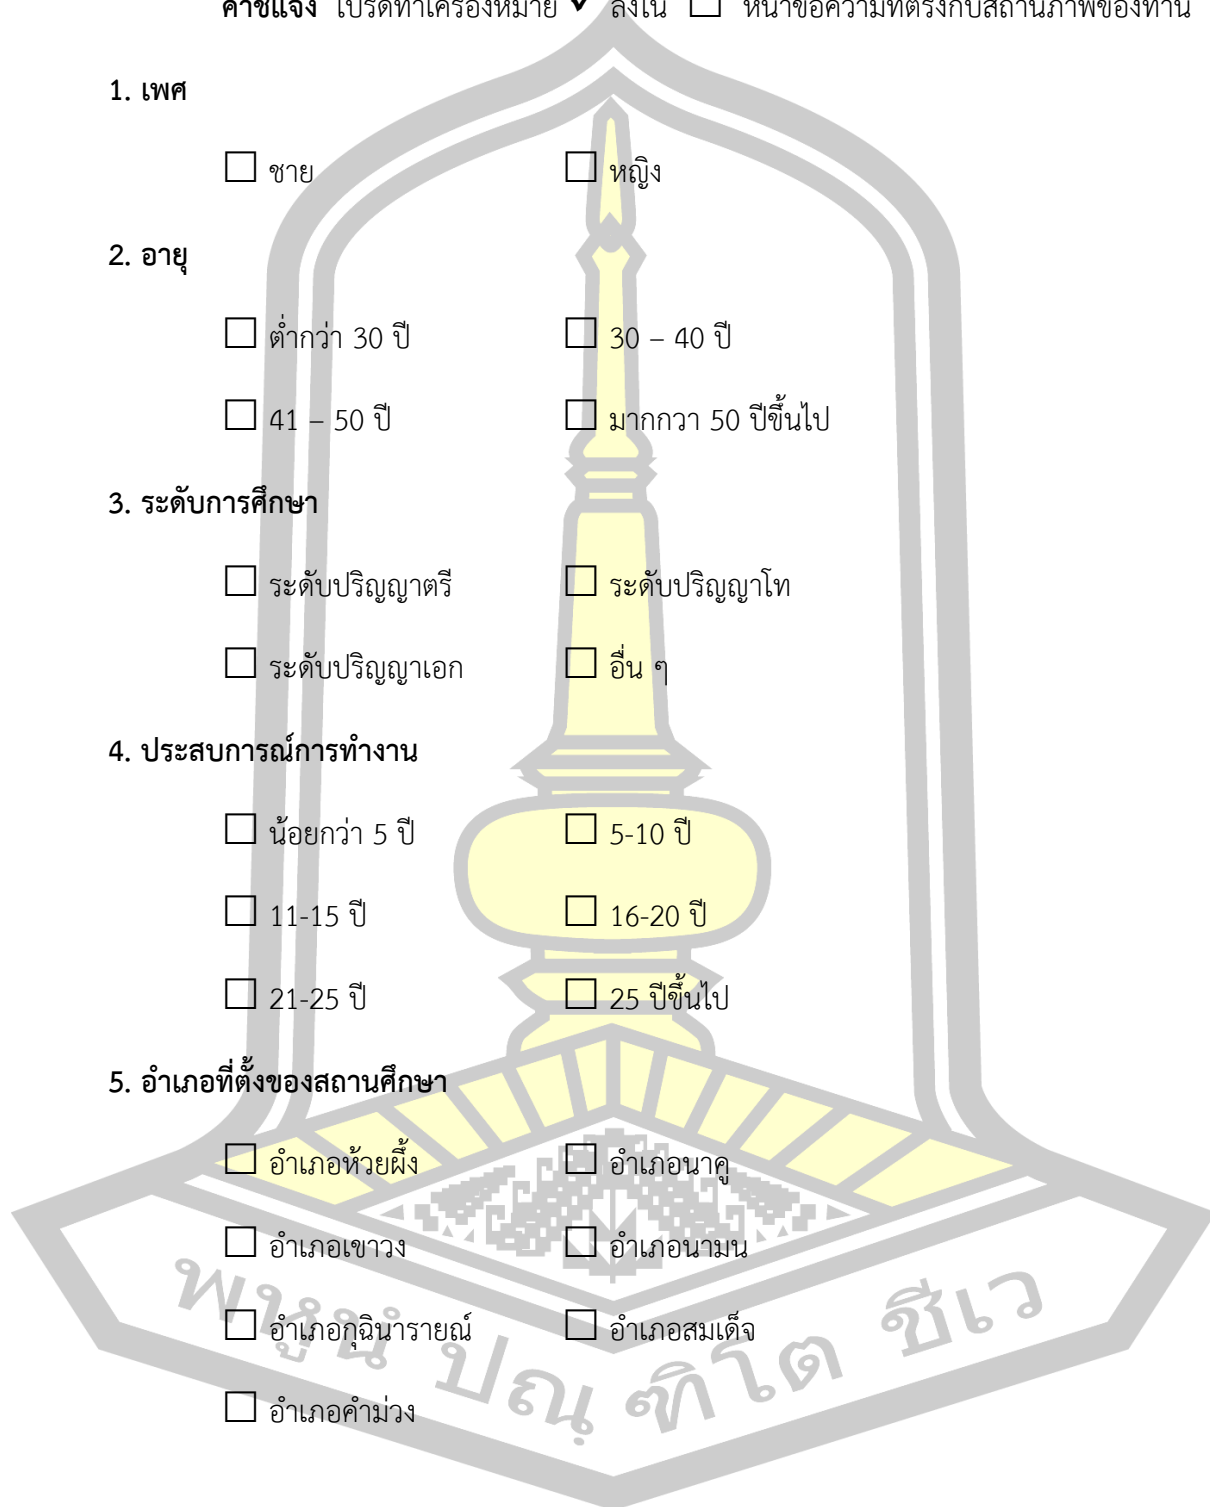 คำชี้แจง โปรดทำเครื่องหมาย ✓ ลงใน ☐ หน้าข้อความที่ตรงกับสถานภาพของท่าน
1. เพศ
☐ ชาย ☐ หญิง
2. อายุ
☐ ต่ำกว่า 30 ปี ☐ 30 – 40 ปี
☐ 41 – 50 ปี ☐ มากกวา 50 ปีขึ้นไป
3. ระดับการศึกษา
☐ ระดับปริญญาตรี ☐ ระดับปริญญาโท
☐ ระดับปริญญาเอก ☐ อื่น ๆ
4. ประสบการณ์การทำงาน
☐ น้อยกว่า 5 ปี ☐ 5-10 ปี
☐ 11-15 ปี ☐ 16-20 ปี
☐ 21-25 ปี ☐ 25 ปีขึ้นไป
5. อำเภอที่ตั้งของสถานศึกษา
☐ อำเภอห้วยผึ้ง ☐ อำเภอนาคู
☐ อำเภอเขาวง ☐ อำเภอนามน
☐ อำเภอกุฉินารายณ์ ☐ อำเภอสมเด็จ
☐ อำเภอคำม่วง
พหูนํ ปณฺฑิโต ชีเว